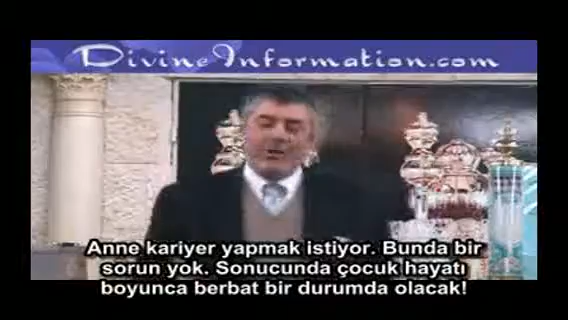 DivineInformation.com
Anne kariyer yapmak istiyor. Bunda bir
sorun yok. Sonucunda çocuk hayatı
boyunca berbat bir durumda olacak!